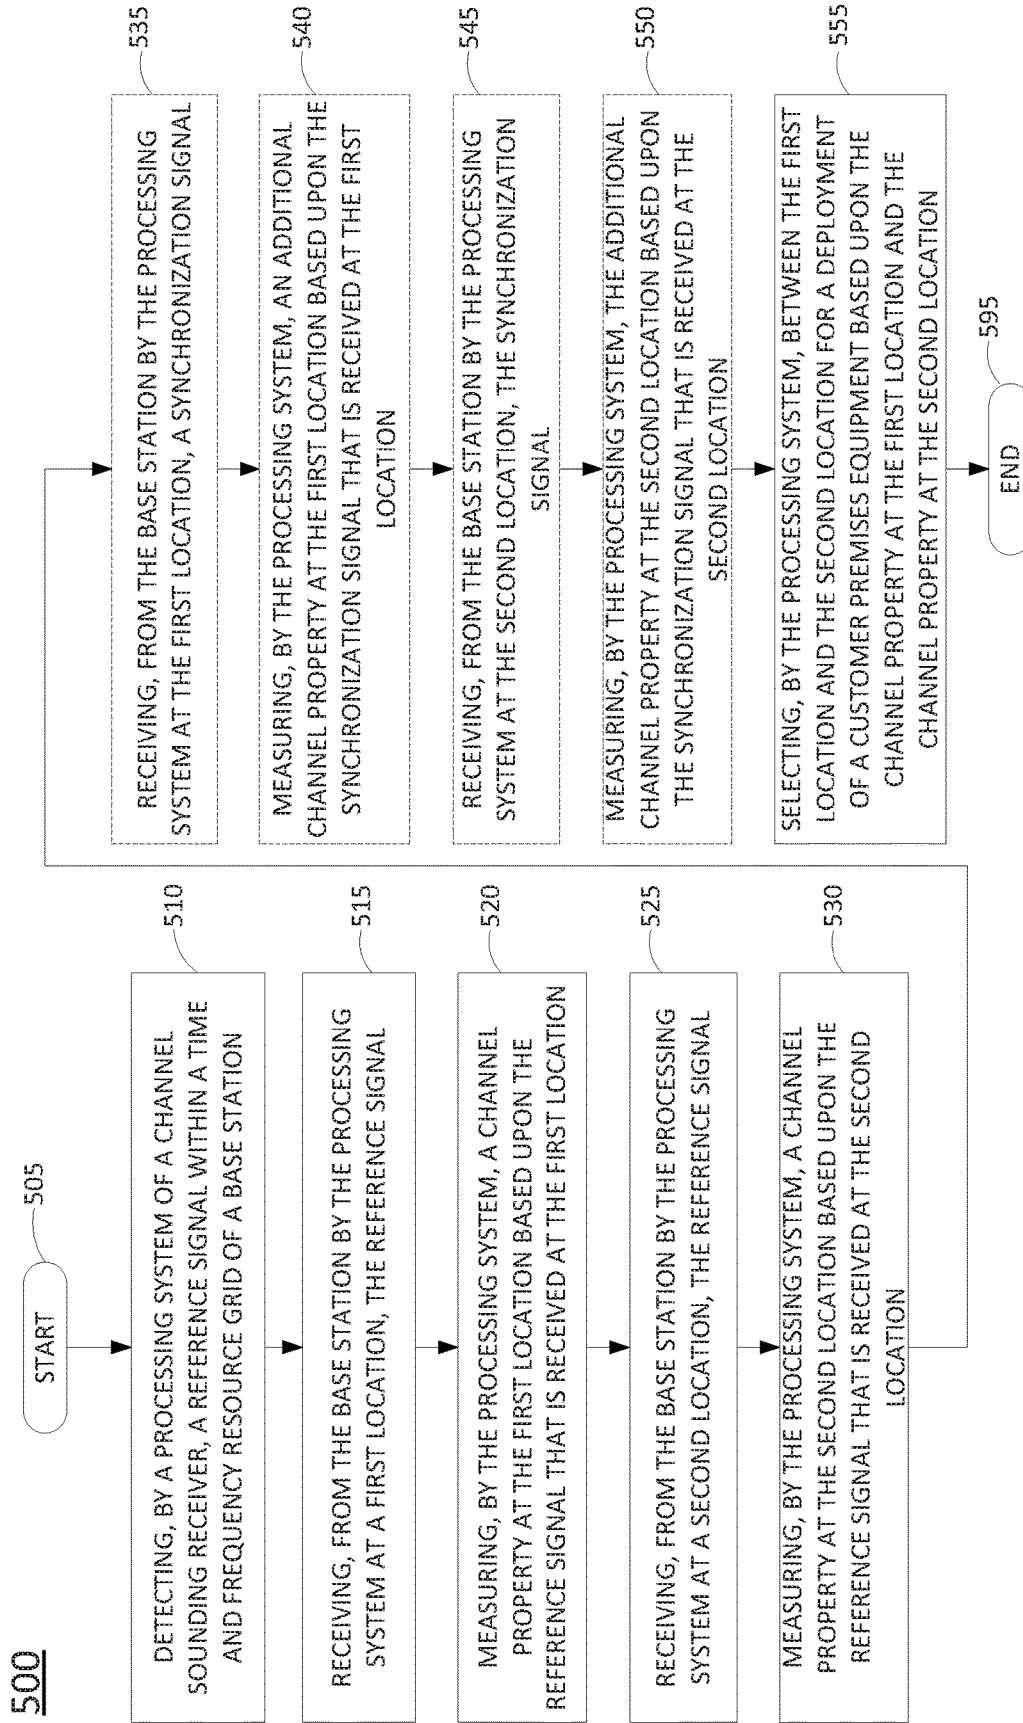 500
START
505
DETECTING, BY A PROCESSING SYSTEM OF A CHANNEL
SOUNDING RECEIVER, A REFERENCE SIGNAL WITHIN A TIME
AND FREQUENCY RESOURCE GRID OF A BASE STATION
510
RECEIVING, FROM THE BASE STATION BY THE PROCESSING
SYSTEM AT A FIRST LOCATION, THE REFERENCE SIGNAL
515
MEASURING, BY THE PROCESSING SYSTEM, A CHANNEL
PROPERTY AT THE FIRST LOCATION BASED UPON THE
REFERENCE SIGNAL THAT IS RECEIVED AT THE FIRST LOCATION
520
RECEIVING, FROM THE BASE STATION BY THE PROCESSING
SYSTEM AT A SECOND LOCATION, THE REFERENCE SIGNAL
525
MEASURING, BY THE PROCESSING SYSTEM, A CHANNEL
PROPERTY AT THE SECOND LOCATION BASED UPON THE
REFERENCE SIGNAL THAT IS RECEIVED AT THE SECOND
LOCATION
530
RECEIVING, FROM THE BASE STATION BY THE PROCESSING
SYSTEM AT THE FIRST LOCATION, A SYNCHRONIZATION SIGNAL
535
MEASURING, BY THE PROCESSING SYSTEM, AN ADDITIONAL
CHANNEL PROPERTY AT THE FIRST LOCATION BASED UPON THE
SYNCHRONIZATION SIGNAL THAT IS RECEIVED AT THE FIRST
LOCATION
540
RECEIVING, FROM THE BASE STATION BY THE PROCESSING
SYSTEM AT THE SECOND LOCATION, THE SYNCHRONIZATION
SIGNAL
545
MEASURING, BY THE PROCESSING SYSTEM, THE ADDITIONAL
CHANNEL PROPERTY AT THE SECOND LOCATION BASED UPON
THE SYNCHRONIZATION SIGNAL THAT IS RECEIVED AT THE
SECOND LOCATION
550
SELECTING, BY THE PROCESSING SYSTEM, BETWEEN THE FIRST
LOCATION AND THE SECOND LOCATION FOR A DEPLOYMENT
OF A CUSTOMER PREMISES EQUIPMENT BASED UPON THE
CHANNEL PROPERTY AT THE FIRST LOCATION AND THE
CHANNEL PROPERTY AT THE SECOND LOCATION
555
END
595